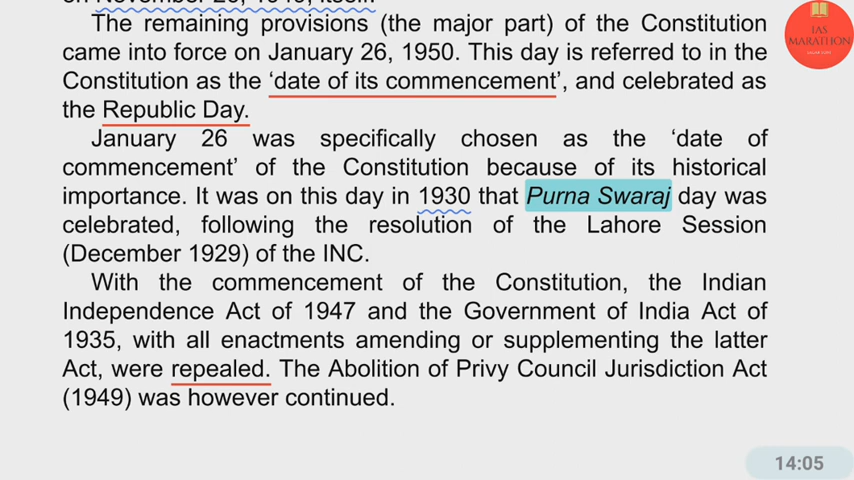 on November 26, 1949, itself.
The remaining provisions (the major part) of the Constitution
came into force on January 26, 1950. This day is referred to in the
Constitution as the ‘date of its commencement’, and celebrated as
the Republic Day.
January 26 was specifically chosen as the ‘date of
commencement’ of the Constitution because of its historical
importance. It was on this day in 1930 that Purna Swaraj day was
celebrated, following the resolution of the Lahore Session
(December 1929) of the INC.
With the commencement of the Constitution, the Indian
Independence Act of 1947 and the Government of India Act of
1935, with all enactments amending or supplementing the latter
Act, were repealed. The Abolition of Privy Council Jurisdiction Act
(1949) was however continued.
IAS
MARATHON
14:05